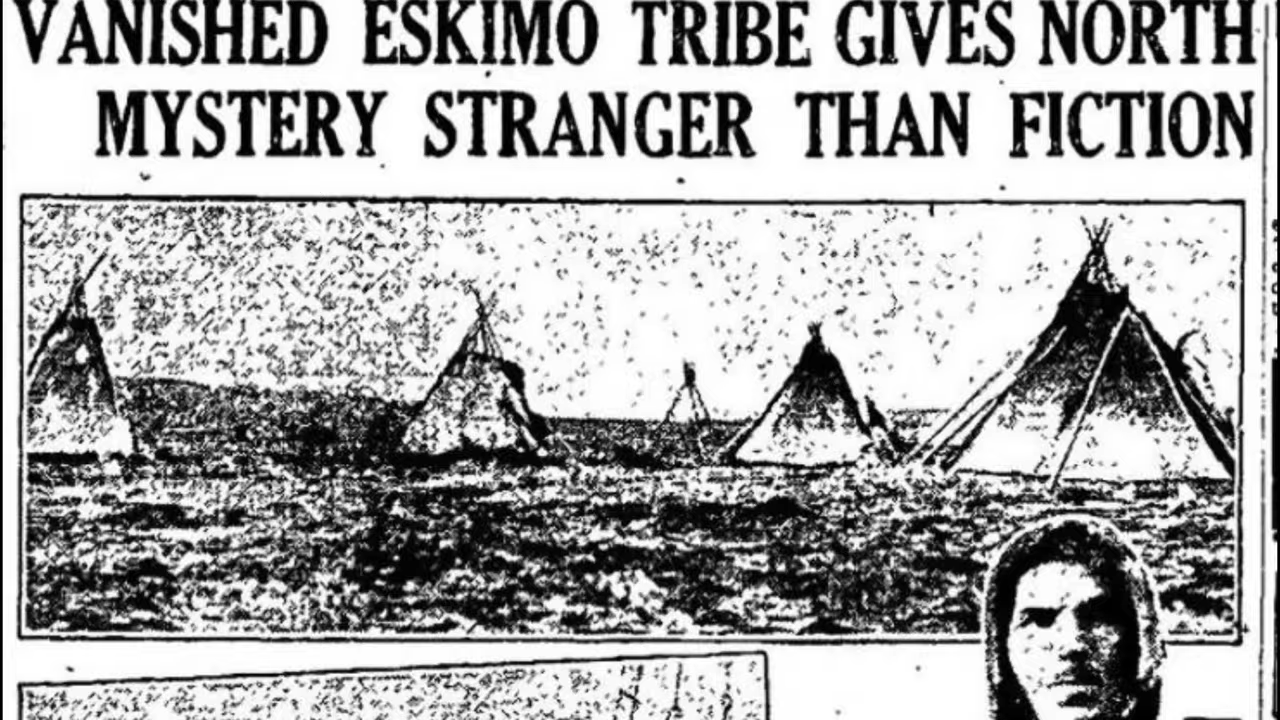 VANISHED ESKIMO TRIBE GIVES NORTH
MYSTERY STRANGER THAN FICTION